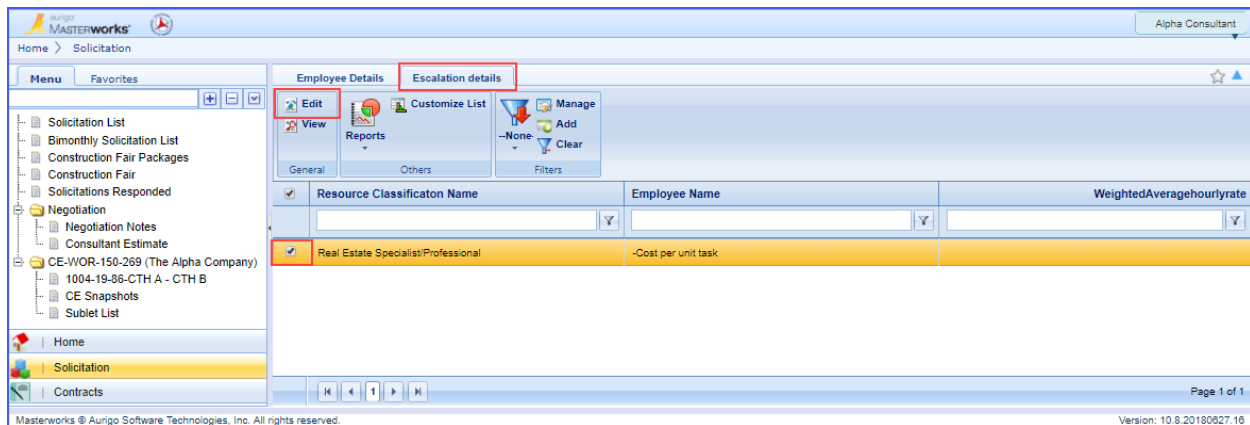 aurigo
MASTERworks
Alpha Consultant
Home > Solicitation
Menu Favorites
Solicitation List
Bimonthly Solicitation List
Construction Fair Packages
Construction Fair
Solicitations Responded
Negotiation
Negotiation Notes
Consultant Estimate
CE-WOR-150-269 (The Alpha Company)
1004-19-86-CTH A - CTH B
CE Snapshots
Sublet List
| Home
| Solicitation
| Contracts
Employee Details Escalation details
Edit
View
General
Reports
Customize List
Others
--None-
Manage
Add
Clear
Filters
Resource Classificaton Name Employee Name WeightedAveragehourlyrate
Real Estate Specialist/Professional -Cost per unit task
1 Page 1 of 1
Masterworks © Aurigo Software Technologies, Inc. All rights reserved. Version: 10.8.20180627.16